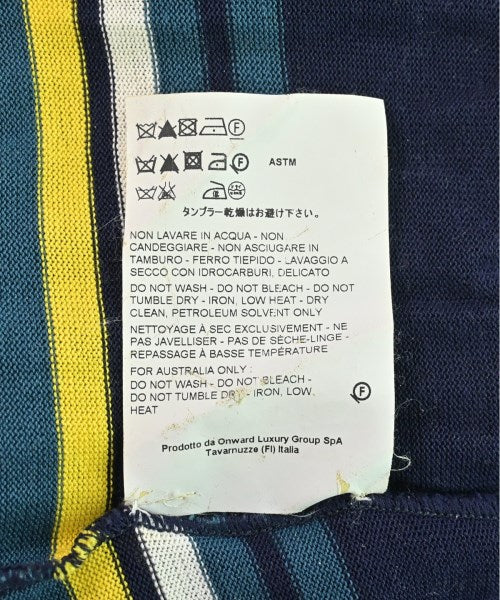 F
F ASTM
タンブラー乾燥はお避け下さい。
NON LAVARE IN ACQUA - NON
CANDEGGIARE - NON ASCIUGARE IN
TAMBURO - FERRO TIEPIDO - LAVAGGIO A
SECCO CON IDROCARBURI, DELICATO
DO NOT WASH - DO NOT BLEACH - DO NOT
TUMBLE DRY - IRON, LOW HEAT - DRY
CLEAN, PETROLEUM SOLVENT ONLY
NETTOYAGE À SEC EXCLUSIVEMENT - NE
PAS JAVELLISER - PAS DE SÈCHE-LINGE -
REPASSAGE À BASSE TEMPÉRATURE
FOR AUSTRALIA ONLY :
DO NOT WASH - DO NOT BLEACH -
DO NOT TUMBLE DRY - IRON, LOW
HEAT
F
Prodotto da Onward Luxury Group SpA
Tavarnuzze (FI) Italia